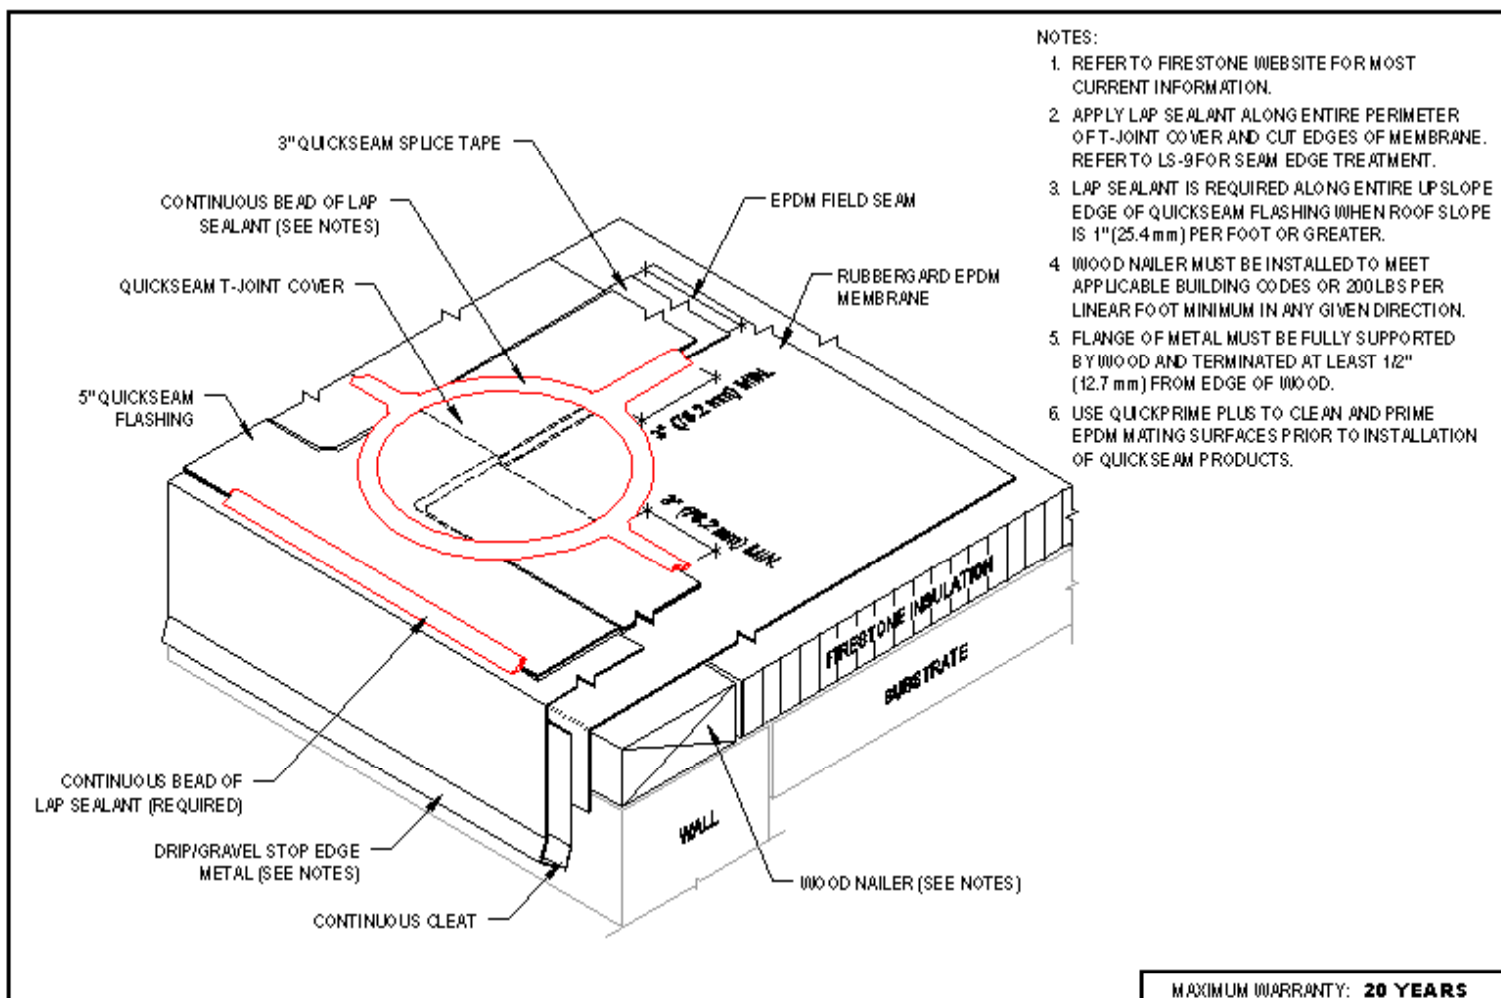 NOTES:
1. REFER TO FIRESTONE WEBSITE FOR MOST
CURRENT INFORMATION.
2. APPLY LAP SEALANT ALONG ENTIRE PERIMETER
OF T-JOINT COVER AND CUT EDGES OF MEMBRANE.
REFER TO LS-9 FOR SEAM EDGE TREATMENT.
3. LAP SEALANT IS REQUIRED ALONG ENTIRE UPSLOPE
EDGE OF QUICKSEAM FLASHING WHEN ROOF SLOPE
IS 1" (25.4 mm) PER FOOT OR GREATER.
4. WOOD NAILER MUST BE INSTALLED TO MEET
APPLICABLE BUILDING CODES OR 200 LBS PER
LINEAR FOOT MINIMUM IN ANY GIVEN DIRECTION.
5. FLANGE OF METAL MUST BE FULLY SUPPORTED
BY WOOD AND TERMINATED AT LEAST 1/2"
(12.7 mm) FROM EDGE OF WOOD.
6. USE QUICKPRIME PLUS TO CLEAN AND PRIME
EPDM MATING SURFACES PRIOR TO INSTALLATION
OF QUICKSEAM PRODUCTS.
3" QUICKSEAM SPLICE TAPE
CONTINUOUS BEAD OF LAP
SEALANT (SEE NOTES)
EPDM FIELD SEAM
QUICKSEAM T-JOINT COVER
RUBBERGARD EPDM
MEMBRANE
5" QUICKSEAM
FLASHING
3" (76.2 mm) MIN.
3" (76.2 mm) MIN.
FIRESTONE INSULATION
SUBSTRATE
CONTINUOUS BEAD OF
LAP SEALANT (REQUIRED)
WALL
DRIP/GRAVEL STOP EDGE
METAL (SEE NOTES)
WOOD NAILER (SEE NOTES)
CONTINUOUS CLEAT
MAXIMUM WARRANTY: 20 YEARS